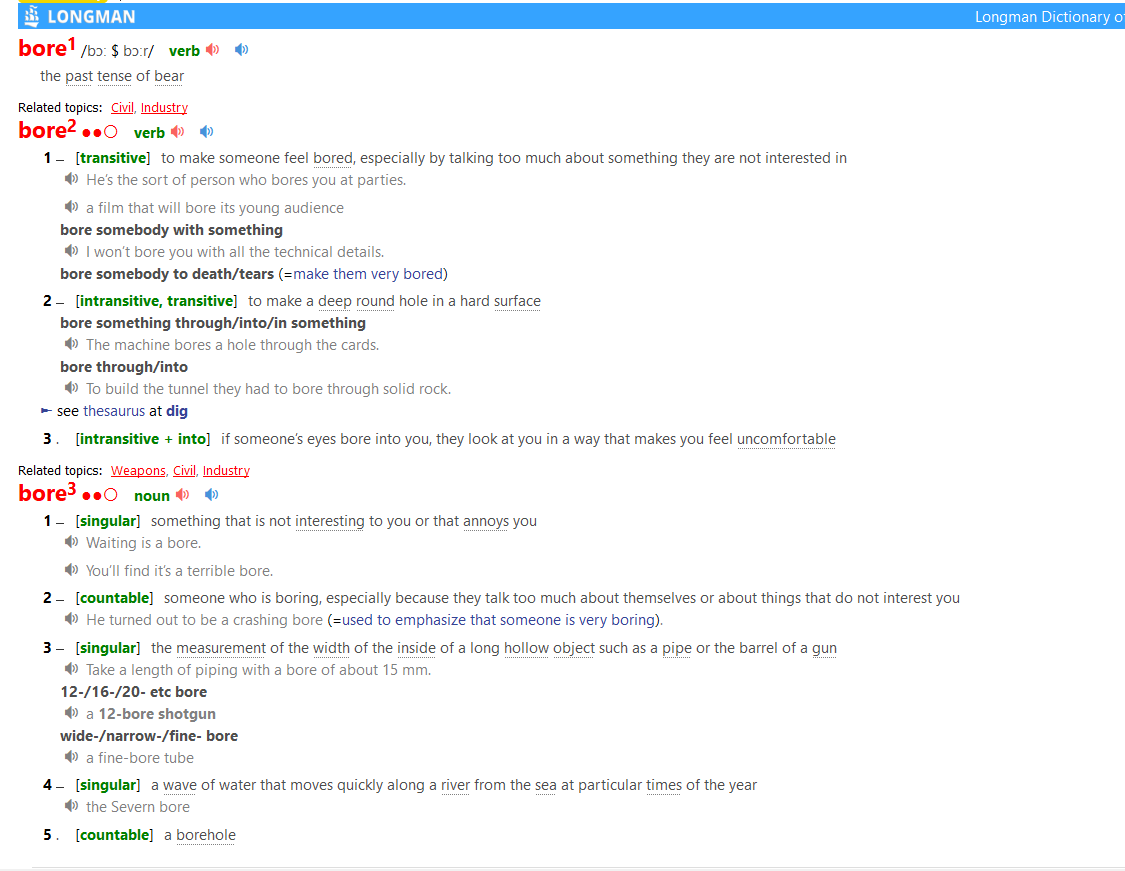 LONGMAN Longman Dictionary of
bore1 /bɔː $ bɔːr/ verb
the past tense of bear
Related topics: Civil, Industry
bore2 ●●○ verb
1 – [transitive] to make someone feel bored, especially by talking too much about something they are not interested in
He’s the sort of person who bores you at parties.
a film that will bore its young audience
bore somebody with something
I won’t bore you with all the technical details.
bore somebody to death/tears (=make them very bored)
2 – [intransitive, transitive] to make a deep round hole in a hard surface
bore something through/into/in something
The machine bores a hole through the cards.
bore through/into
To build the tunnel they had to bore through solid rock.
► see thesaurus at dig
3 . [intransitive + into] if someone’s eyes bore into you, they look at you in a way that makes you feel uncomfortable
Related topics: Weapons, Civil, Industry
bore3 ●●○ noun
1 – [singular] something that is not interesting to you or that annoys you
Waiting is a bore.
You’ll find it’s a terrible bore.
2 – [countable] someone who is boring, especially because they talk too much about themselves or about things that do not interest you
He turned out to be a crashing bore (=used to emphasize that someone is very boring).
3 – [singular] the measurement of the width of the inside of a long hollow object such as a pipe or the barrel of a gun
Take a length of piping with a bore of about 15 mm.
12-/16-/20- etc bore
a 12-bore shotgun
wide-/narrow-/fine- bore
a fine-bore tube
4 – [singular] a wave of water that moves quickly along a river from the sea at particular times of the year
the Severn bore
5 . [countable] a borehole